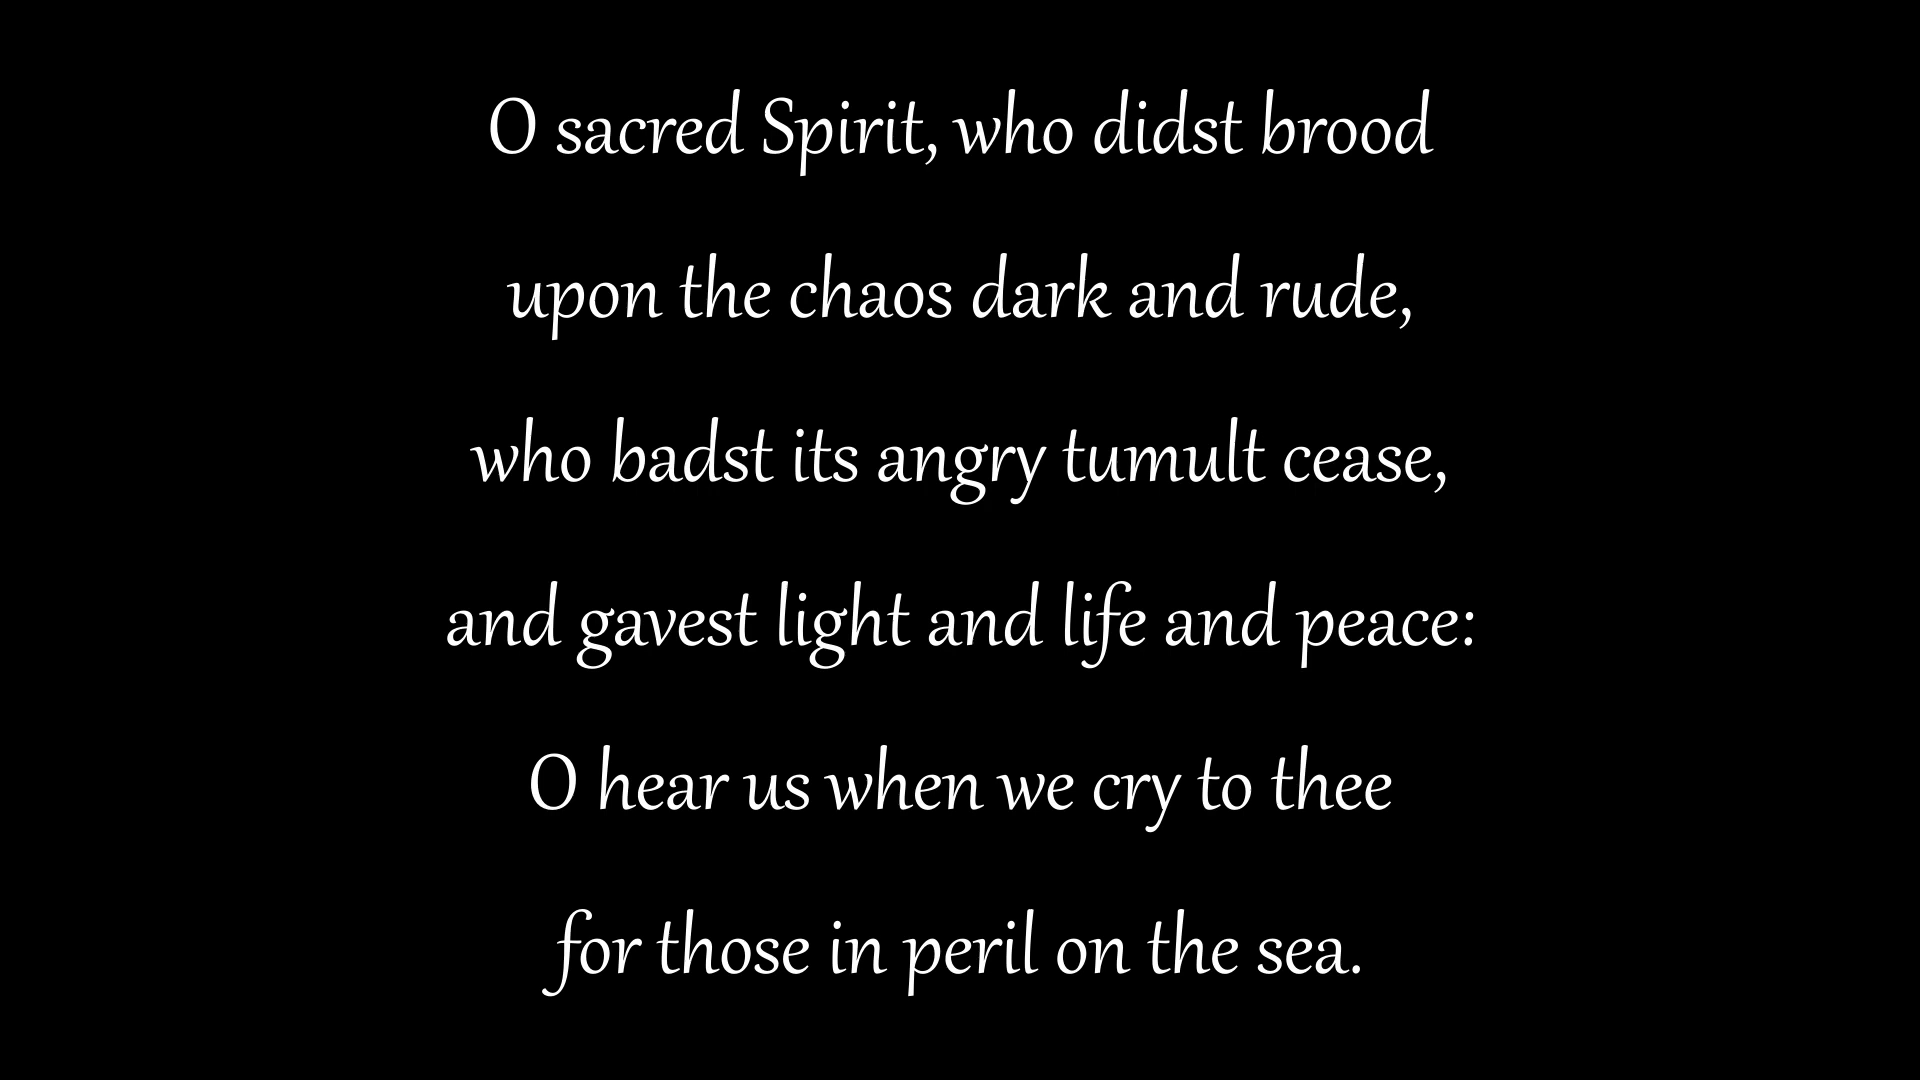 O sacred Spirit, who didst brood
upon the chaos dark and rude,
who badst its angry tumult cease,
and gavest light and life and peace:
O hear us when we cry to thee
for those in peril on the sea.